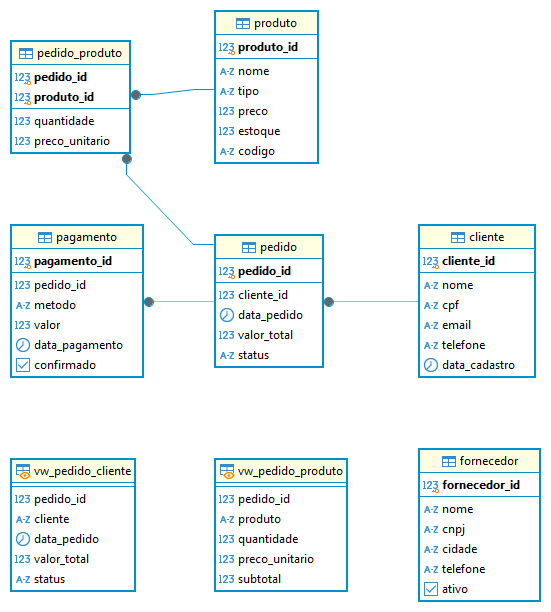 produto
123 produto_id
A-Z nome
A-Z tipo
123 preco
123 estoque
A-Z codigo
pedido_produto
123 pedido_id
123 produto_id
123 quantidade
123 preco_unitario
pagamento
123 pagamento_id
123 pedido_id
A-Z metodo
123 valor
data_pagamento
confirmado
pedido
123 pedido_id
123 cliente_id
data_pedido
123 valor_total
A-Z status
cliente
123 cliente_id
A-Z nome
A-Z cpf
A-Z email
A-Z telefone
data_cadastro
vw_pedido_cliente
123 pedido_id
A-Z cliente
data_pedido
123 valor_total
A-Z status
vw_pedido_produto
123 pedido_id
A-Z produto
123 quantidade
123 preco_unitario
123 subtotal
fornecedor
123 fornecedor_id
A-Z nome
A-Z cnpj
A-Z cidade
A-Z telefone
ativo